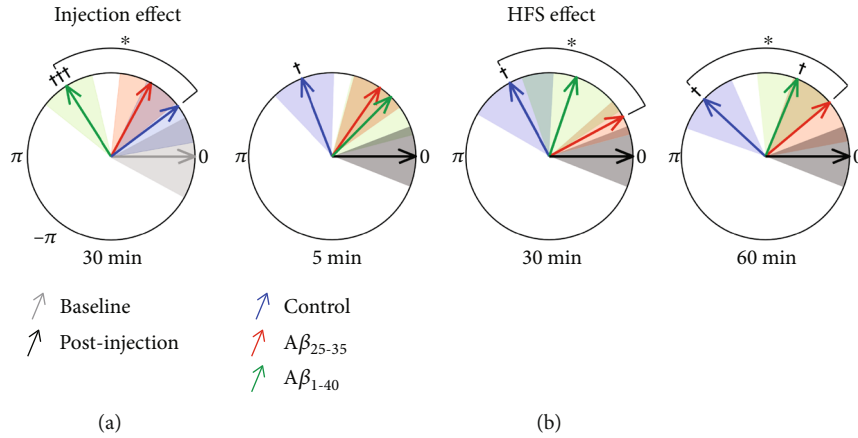 Injection effect
HFS effect
*
*
*
†††
†
†
†
†
†
π
0
π
0
π
0
π
0
−π
30 min
5 min
30 min
60 min
Baseline
Control
Post-injection
Aβ25-35
Aβ1-40
(a)
(b)